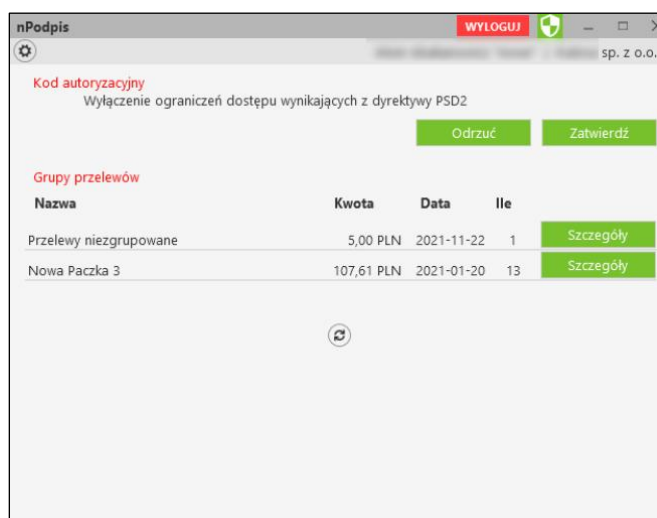 nPodpis WYLOGUJ
sp. z o.o.
Kod autoryzacyjny
Wyłączenie ograniczeń dostępu wynikających z dyrektywy PSD2
Odrzuć Zatwierdź
Grupy przelewów
Nazwa Kwota Data Ile
Przelewy niezgrupowane 5,00 PLN 2021-11-22 1 Szczegóły
Nowa Paczka 3 107,61 PLN 2021-01-20 13 Szczegóły